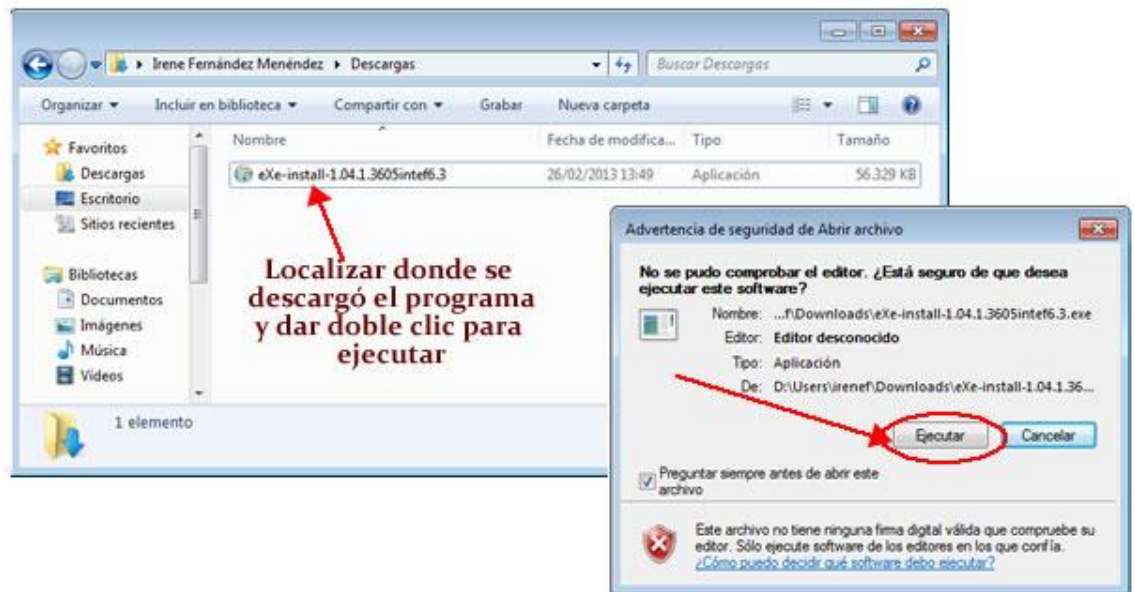 Irene Fernández Menéndez ▸ Descargas
Buscar Descargas
Organizar Incluir en biblioteca Compartir con Grabar Nueva carpeta
Favoritos
Descargas
Escritorio
Sitios recientes
Bibliotecas
Documentos
Imágenes
Música
Vídeos
Nombre Fecha de modifica... Tipo Tamaño
eXe-install-1.04.1.3605intef6.3 26/02/2013 13:49 Aplicación 56.329 KB
Localizar donde se
descargó el programa
y dar doble clic para
ejecutar
1 elemento
Advertencia de seguridad de Abrir archivo
No se pudo comprobar el editor. ¿Está seguro de que desea
ejecutar este software?
Nombre: ...f\Downloads\eXe-install-1.04.1.3605intef6.3.exe
Editor: Editor desconocido
Tipo: Aplicación
De: D:\Users\irenef\Downloads\eXe-install-1.04.1.36...
Ejecutar Cancelar
Preguntar siempre antes de abrir este
archivo
Este archivo no tiene ninguna firma digital válida que compruebe su
editor. Sólo ejecute software de los editores en los que confía.
¿Cómo puedo decidir qué software debo ejecutar?